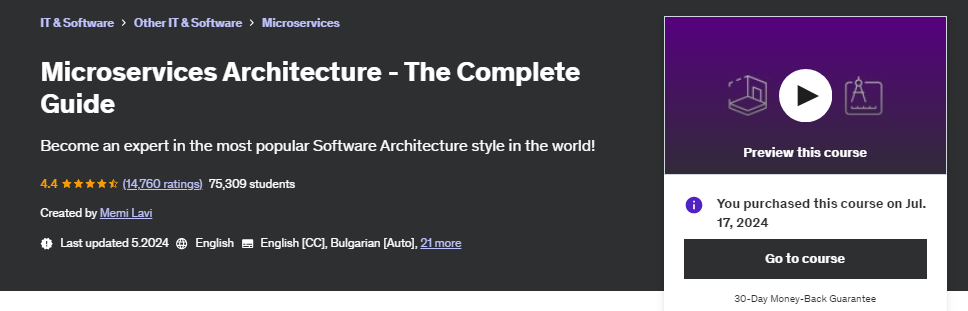 IT & Software > Other IT & Software > Microservices
Microservices Architecture - The Complete
Guide
Become an expert in the most popular Software Architecture style in the world!
4.4 (14,760 ratings) 75,309 students
Created by Memi Lavi
Last updated 5.2024 English English [CC], Bulgarian [Auto], 21 more
Preview this course
You purchased this course on Jul.
17, 2024
Go to course
30-Day Money-Back Guarantee